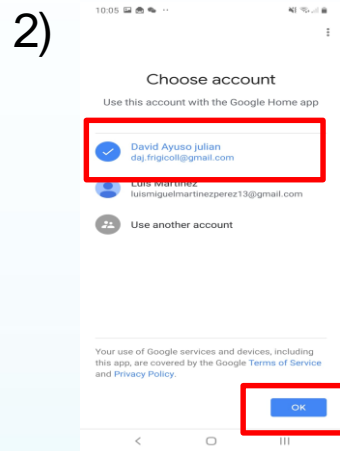 2)
10:05
Choose account
Use this account with the Google Home app
David Ayuso julian
daj.frigicoll@gmail.com
Luis Martinez
luismiguelmartinezperez13@gmail.com
Use another account
Your use of Google services and devices, including
this app, are covered by the Google Terms of Service
and Privacy Policy.
OK